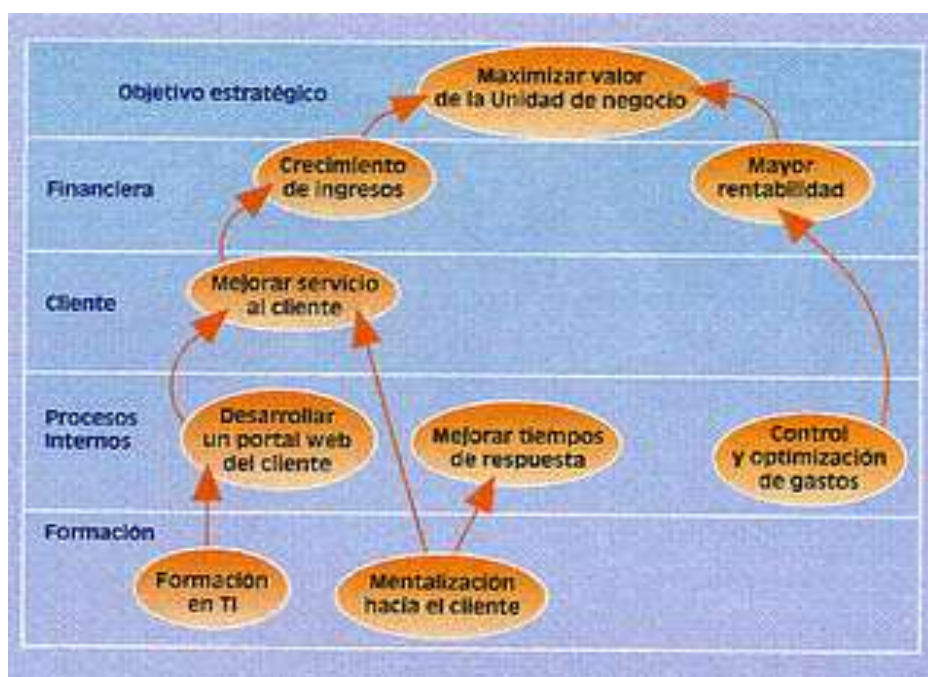 Objetivo estratégico
Maximizar valor
de la Unidad de negocio
Financiera
Crecimiento
de ingresos
Mayor
rentabilidad
Cliente
Mejorar servicio
al cliente
Procesos
Internos
Desarrollar
un portal web
del cliente
Mejorar tiempos
de respuesta
Control
y optimización
de gastos
Formación
Formación
en TI
Mentalización
hacia el cliente